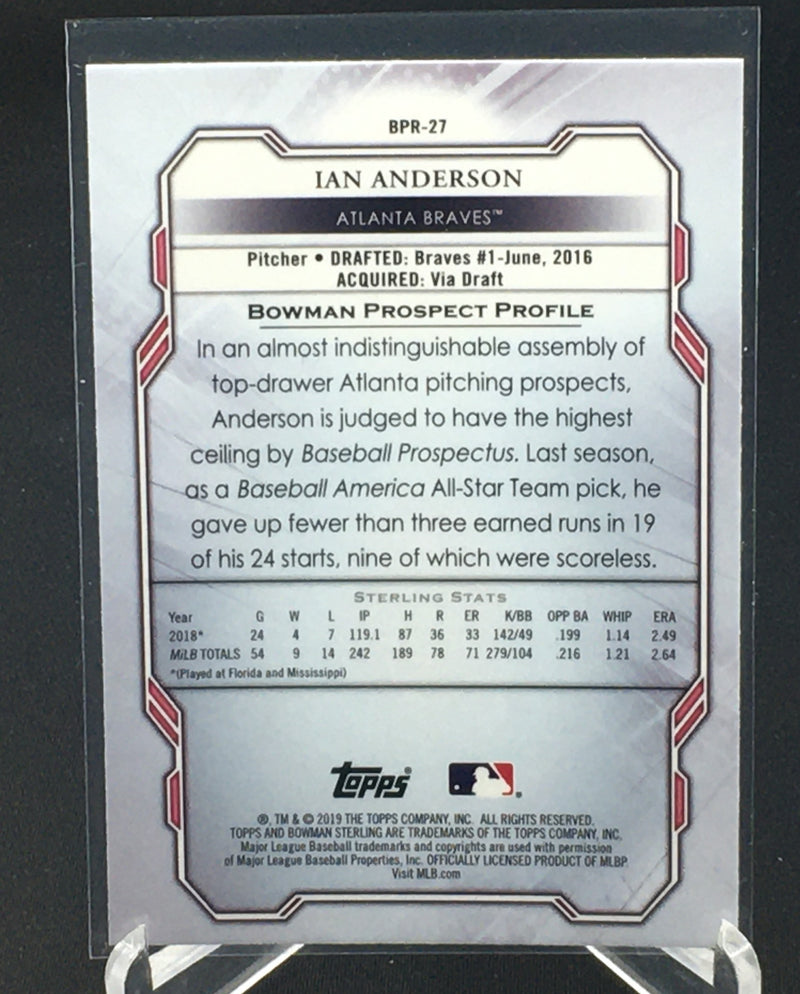 BPR-27
IAN ANDERSON
ATLANTA BRAVES™
Pitcher • DRAFTED: Braves #1-June, 2016
ACQUIRED: Via Draft
BOWMAN PROSPECT PROFILE
In an almost indistinguishable assembly of
top-drawer Atlanta pitching prospects,
Anderson is judged to have the highest
ceiling by Baseball Prospectus. Last season,
as a Baseball America All-Star Team pick, he
gave up fewer than three earned runs in 19
of his 24 starts, nine of which were scoreless.
STERLING STATS
Year G W L IP H R ER K/BB OPP BA WHIP ERA
2018* 24 4 7 119.1 87 36 33 142/49 .199 1.14 2.49
MiLB TOTALS 54 9 14 242 189 78 71 279/104 .216 1.21 2.64
*(Played at Florida and Mississippi)
topps®
®, TM & © 2019 THE TOPPS COMPANY, INC. ALL RIGHTS RESERVED.
TOPPS AND BOWMAN STERLING ARE TRADEMARKS OF THE TOPPS COMPANY, INC.
Major League Baseball trademarks and copyrights are used with permission
of Major League Baseball Properties, Inc. OFFICIALLY LICENSED PRODUCT OF MLBP.
Visit MLB.com